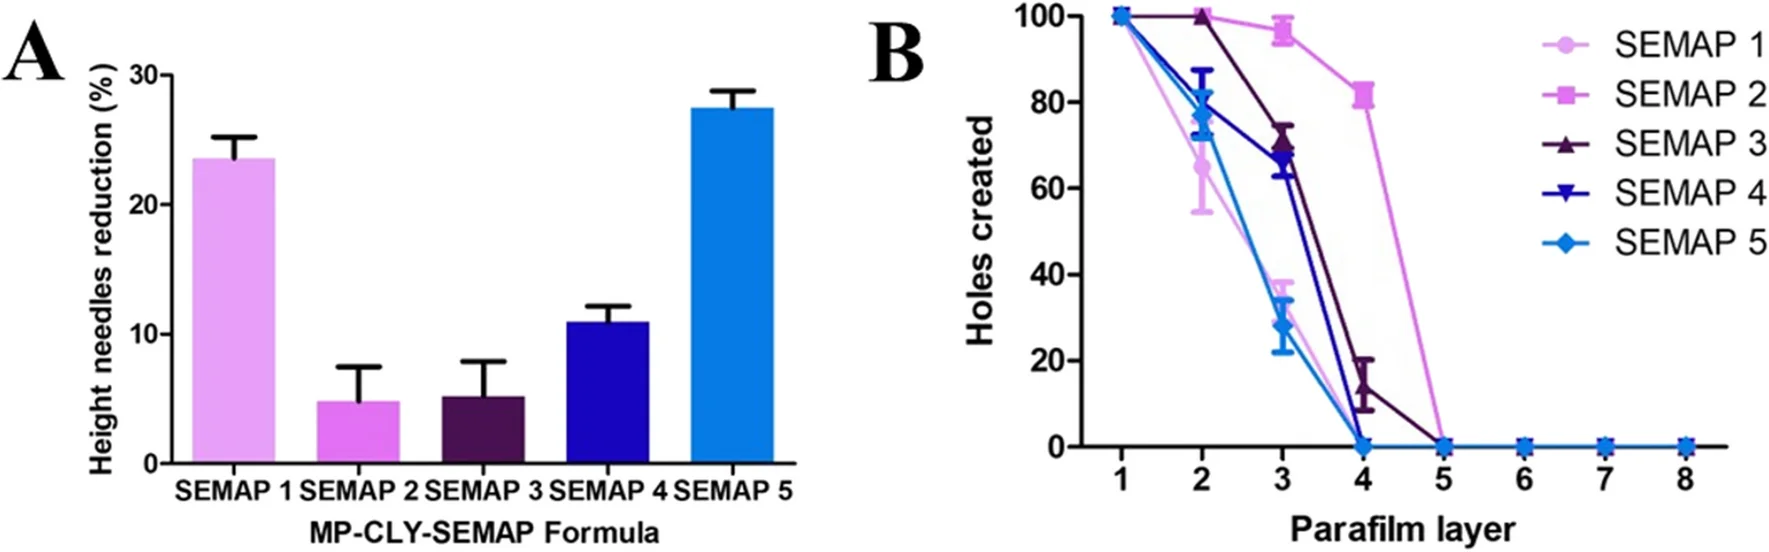 A
Height needles reduction (%)
30
20
10
0
SEMAP 1 SEMAP 2 SEMAP 3 SEMAP 4 SEMAP 5
MP-CLY-SEMAP Formula
B
Holes created
100
80
60
40
20
0
1 2 3 4 5 6 7 8
Parafilm layer
SEMAP 1
SEMAP 2
SEMAP 3
SEMAP 4
SEMAP 5